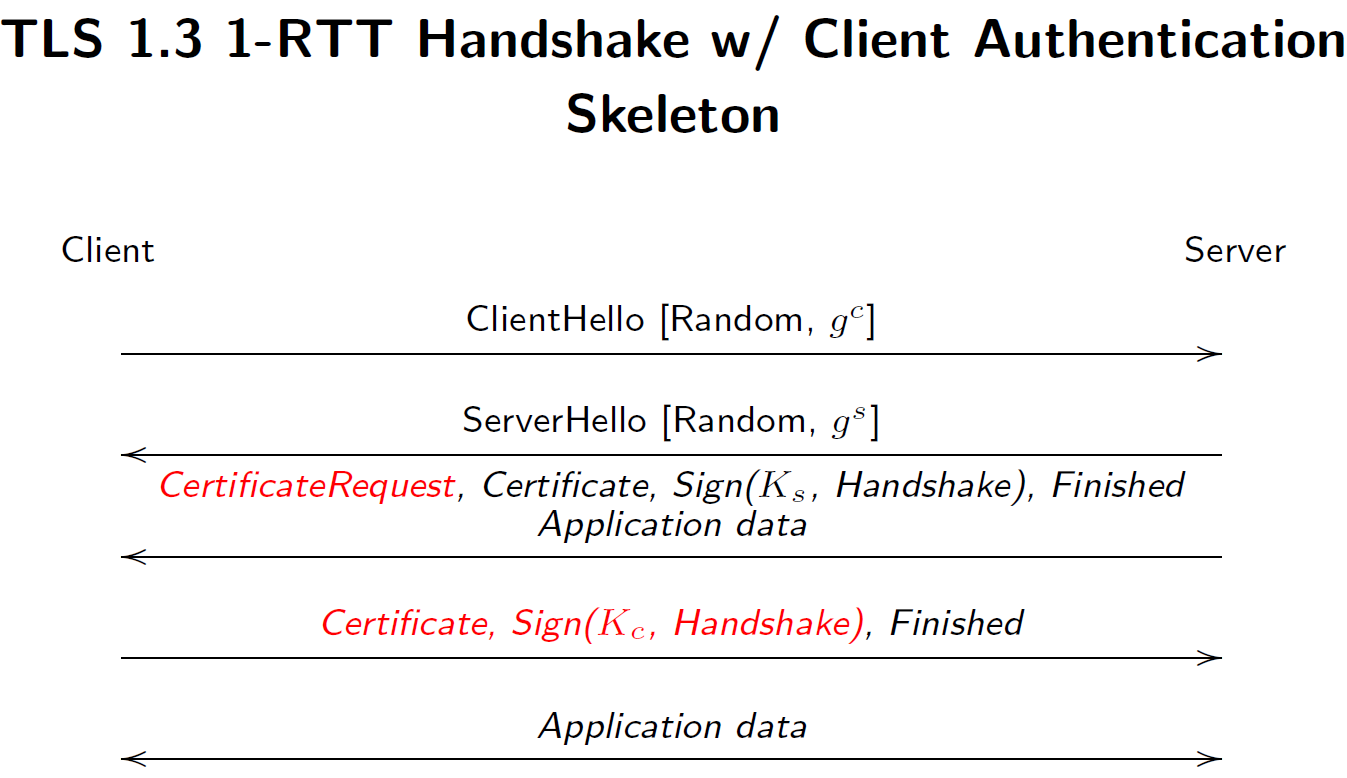 TLS 1.3 1-RTT Handshake w/ Client Authentication
Skeleton
Client Server
ClientHello [Random, g^c]
ServerHello [Random, g^s]
CertificateRequest, Certificate, Sign(K_s, Handshake), Finished
Application data
Certificate, Sign(K_c, Handshake), Finished
Application data